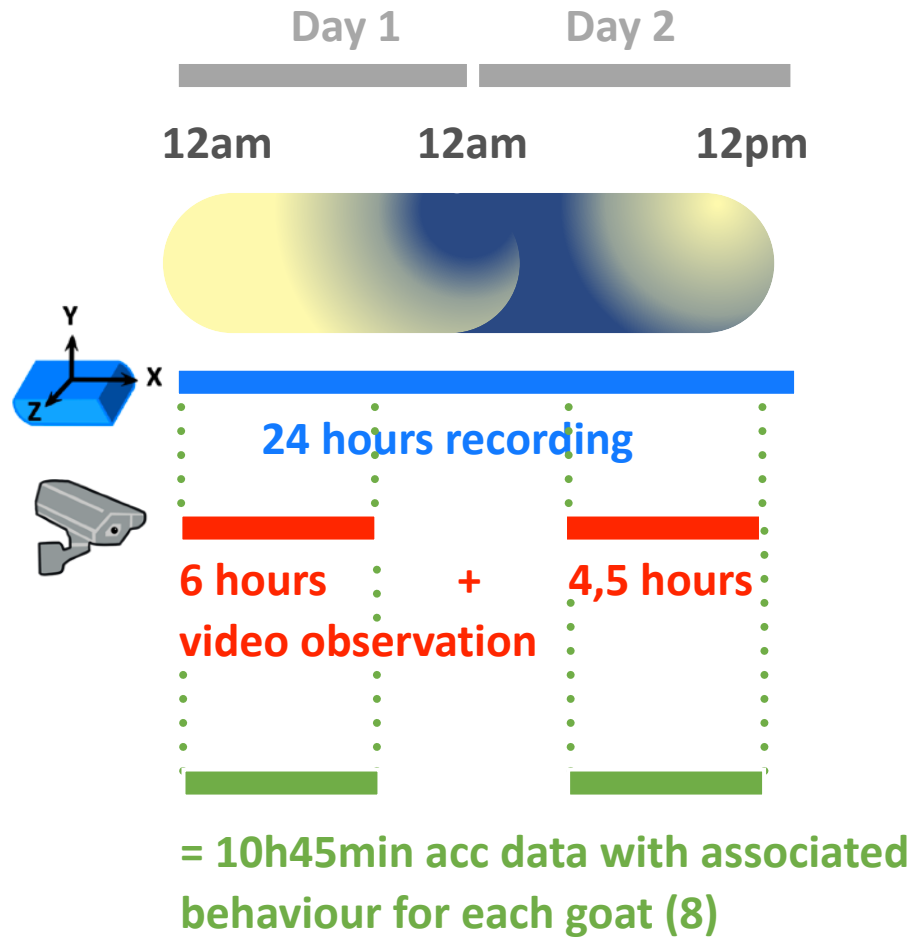 Day 1 Day 2
12am 12am 12pm
Y
X
Z
24 hours recording
6 hours + 4,5 hours
video observation
= 10h45min acc data with associated
behaviour for each goat (8)